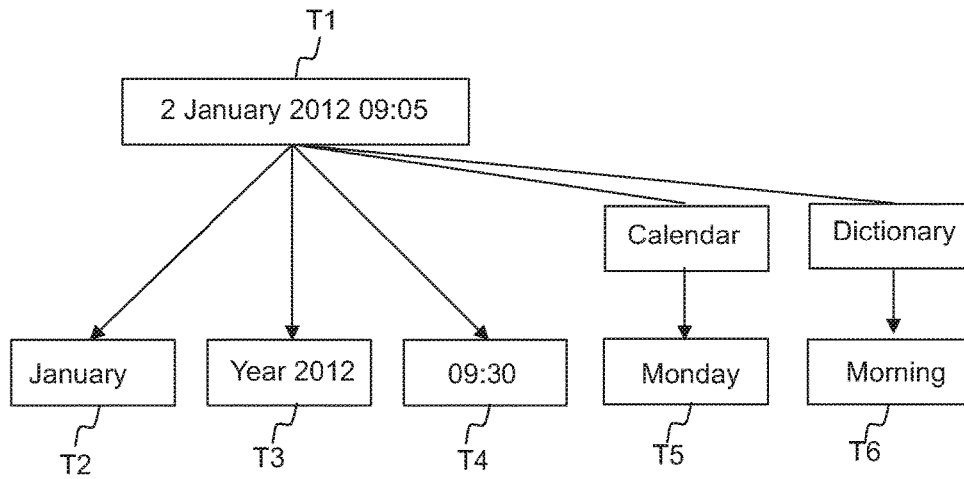 T1
2 January 2012 09:05
Calendar
Dictionary
January
Year 2012
09:30
Monday
Morning
T2
T3
T4
T5
T6